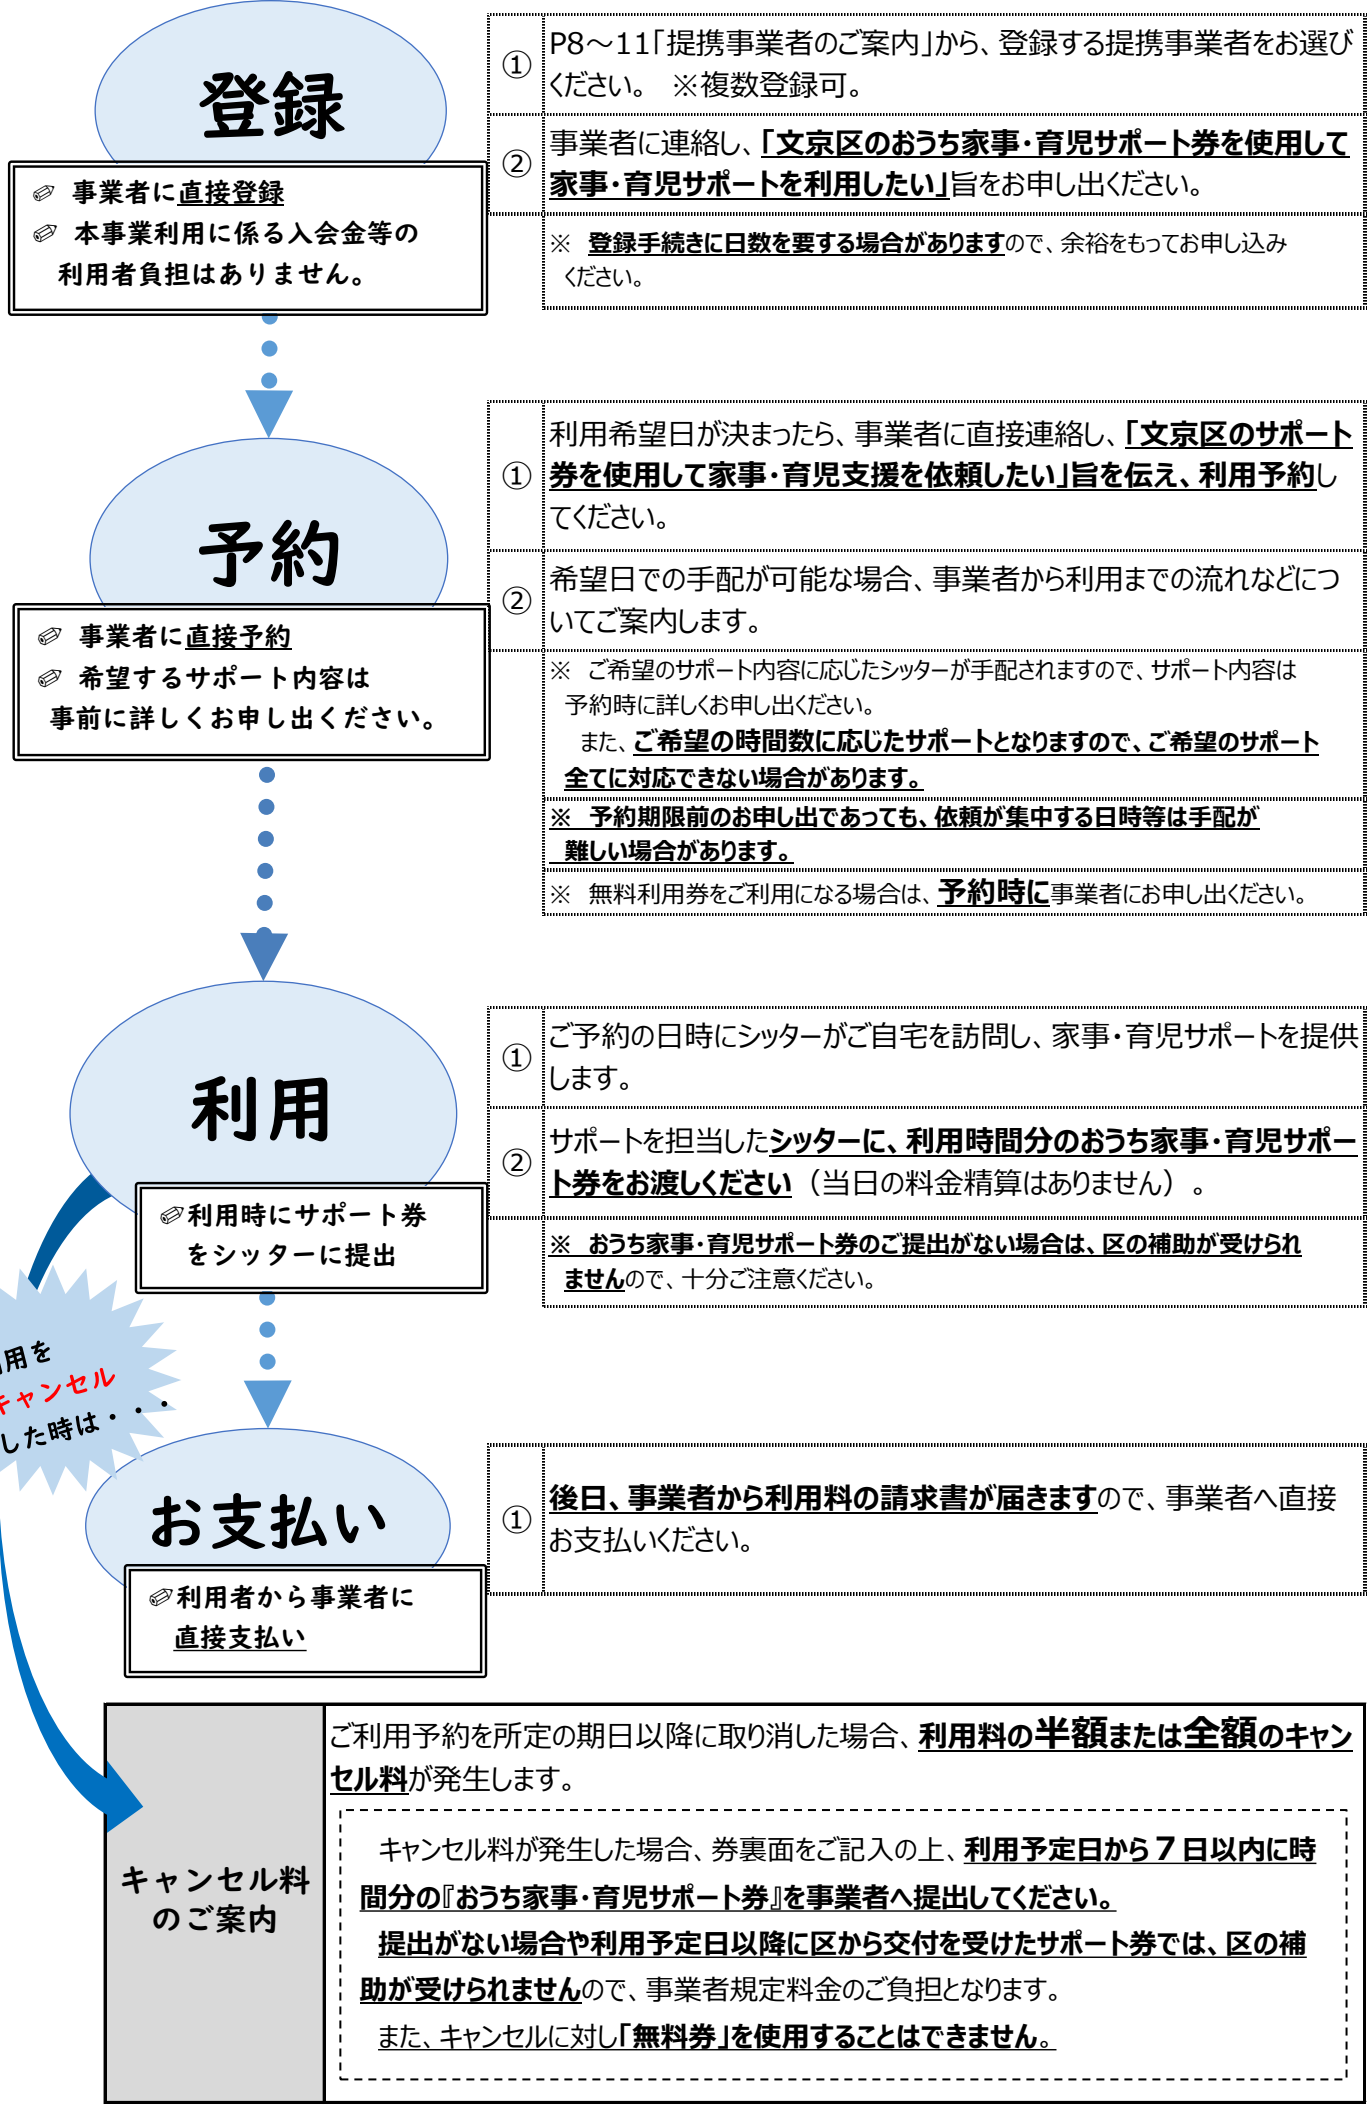 登録
✐ 事業者に直接登録
✐ 本事業利用に係る入会金等の
利用者負担はありません。
①
P8～11「提携事業者のご案内」から、登録する提携事業者をお選び
ください。 ※複数登録可。
②
事業者に連絡し、「文京区のおうち家事・育児サポート券を使用して
家事・育児サポートを利用したい」旨をお申し出ください。
※ 登録手続きに日数を要する場合がありますので、余裕をもってお申し込み
ください。
予約
✐ 事業者に直接予約
✐ 希望するサポート内容は
事前に詳しくお申し出ください。
①
利用希望日が決まったら、事業者に直接連絡し、「文京区のサポート
券を使用して家事・育児支援を依頼したい」旨を伝え、利用予約し
てください。
②
希望日での手配が可能な場合、事業者から利用までの流れなどにつ
いてご案内します。
※ ご希望のサポート内容に応じたシッターが手配されますので、サポート内容は
予約時に詳しくお申し出ください。
また、ご希望の時間数に応じたサポートとなりますので、ご希望のサポート
全てに対応できない場合があります。
※ 予約期限前のお申し出であっても、依頼が集中する日時等は手配が
難しい場合があります。
※ 無料利用券をご利用になる場合は、予約時に事業者にお申し出ください。
利用
✐利用時にサポート券
をシッターに提出
①
ご予約の日時にシッターがご自宅を訪問し、家事・育児サポートを提供
します。
②
サポートを担当したシッターに、利用時間分のおうち家事・育児サポー
ト券をお渡しください（当日の料金精算はありません）。
※ おうち家事・育児サポート券のご提出がない場合は、区の補助が受けられ
ませんので、十分ご注意ください。
用を
キャンセル
した時は・・・
お支払い
✐利用者から事業者に
直接支払い
①
後日、事業者から利用料の請求書が届きますので、事業者へ直接
お支払いください。
キャンセル料
のご案内
ご利用予約を所定の期日以降に取り消した場合、利用料の半額または全額のキャン
セル料が発生します。
キャンセル料が発生した場合、券裏面をご記入の上、利用予定日から７日以内に時
間分の『おうち家事・育児サポート券』を事業者へ提出してください。
提出がない場合や利用予定日以降に区から交付を受けたサポート券では、区の補
助が受けられませんので、事業者規定料金のご負担となります。
また、キャンセルに対し「無料券」を使用することはできません。